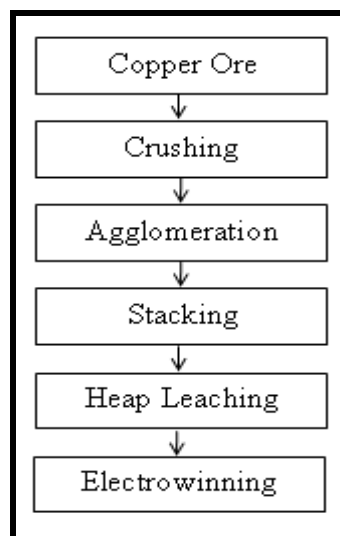 Copper Ore
Crushing
Agglomeration
Stacking
Heap Leaching
Electrowinning